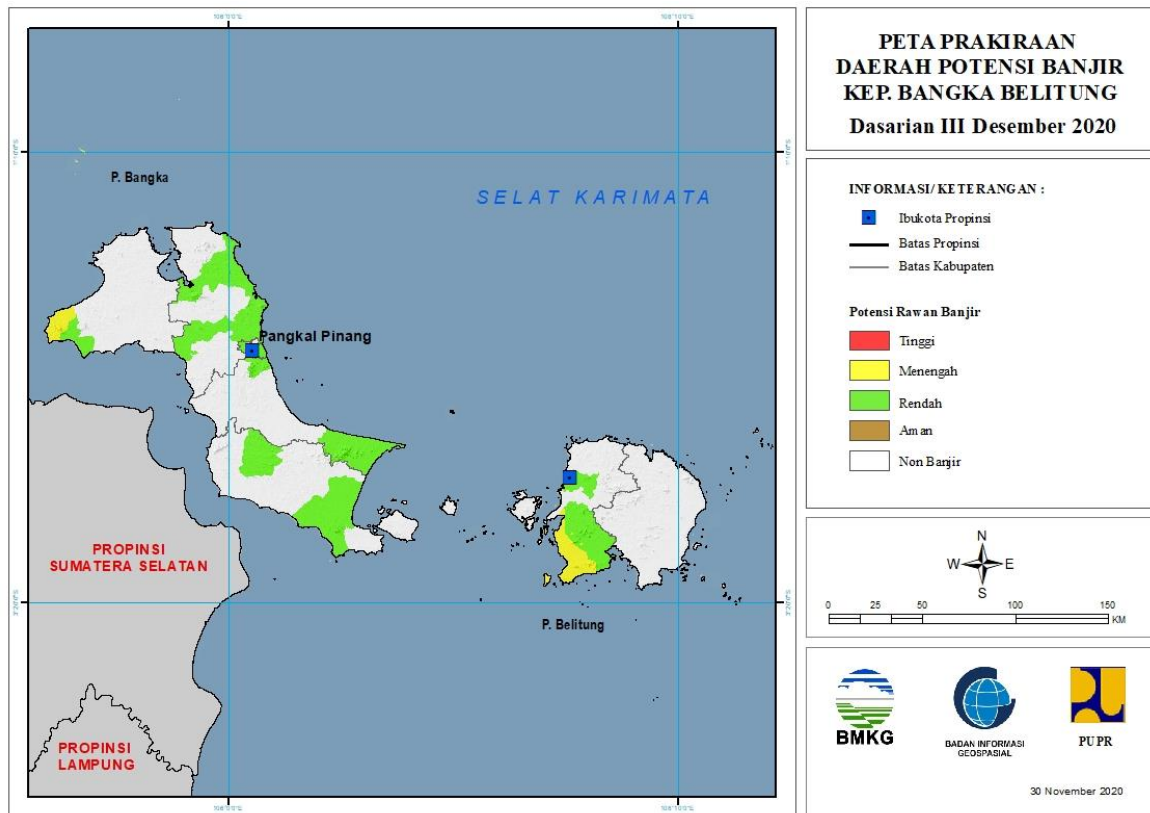 PETA PRAKIRAAN
DAERAH POTENSI BANJIR
KEP. BANGKA BELITUNG
Dasarian III Desember 2020
INFORMASI/ KETERANGAN :
Ibukota Propinsi
Batas Propinsi
Batas Kabupaten
Potensi Rawan Banjir
Tinggi
Menengah
Rendah
Aman
Non Banjir
N
W E
S
0 25 50 100 150
KM
BMKG
BADAN INFORMASI
GEOSPASIAL
PUPR
30 November 2020
P. Bangka
SELAT KARIMATA
Pangkal Pinang
PROPINSI
SUMATERA SELATAN
P. Belitung
PROPINSI
LAMPUNG